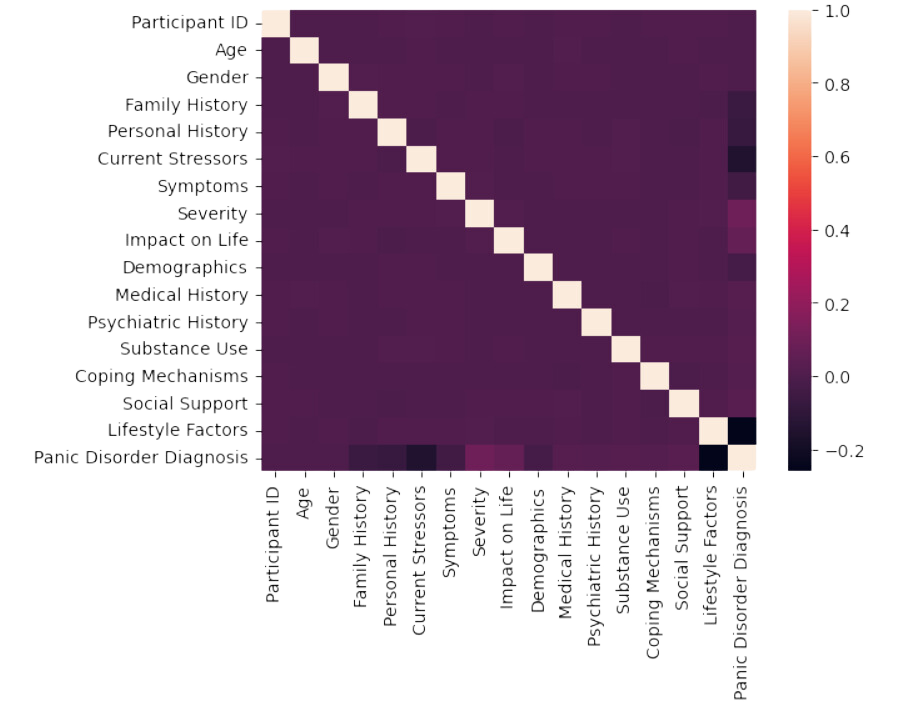 Participant ID
Age
Gender
Family History
Personal History
Current Stressors
Symptoms
Severity
Impact on Life
Demographics
Medical History
Psychiatric History
Substance Use
Coping Mechanisms
Social Support
Lifestyle Factors
Panic Disorder Diagnosis
Participant ID
Age
Gender
Family History
Personal History
Current Stressors
Symptoms
Severity
Impact on Life
Demographics
Medical History
Psychiatric History
Substance Use
Coping Mechanisms
Social Support
Lifestyle Factors
Panic Disorder Diagnosis
1.0
0.8
0.6
0.4
0.2
0.0
−0.2